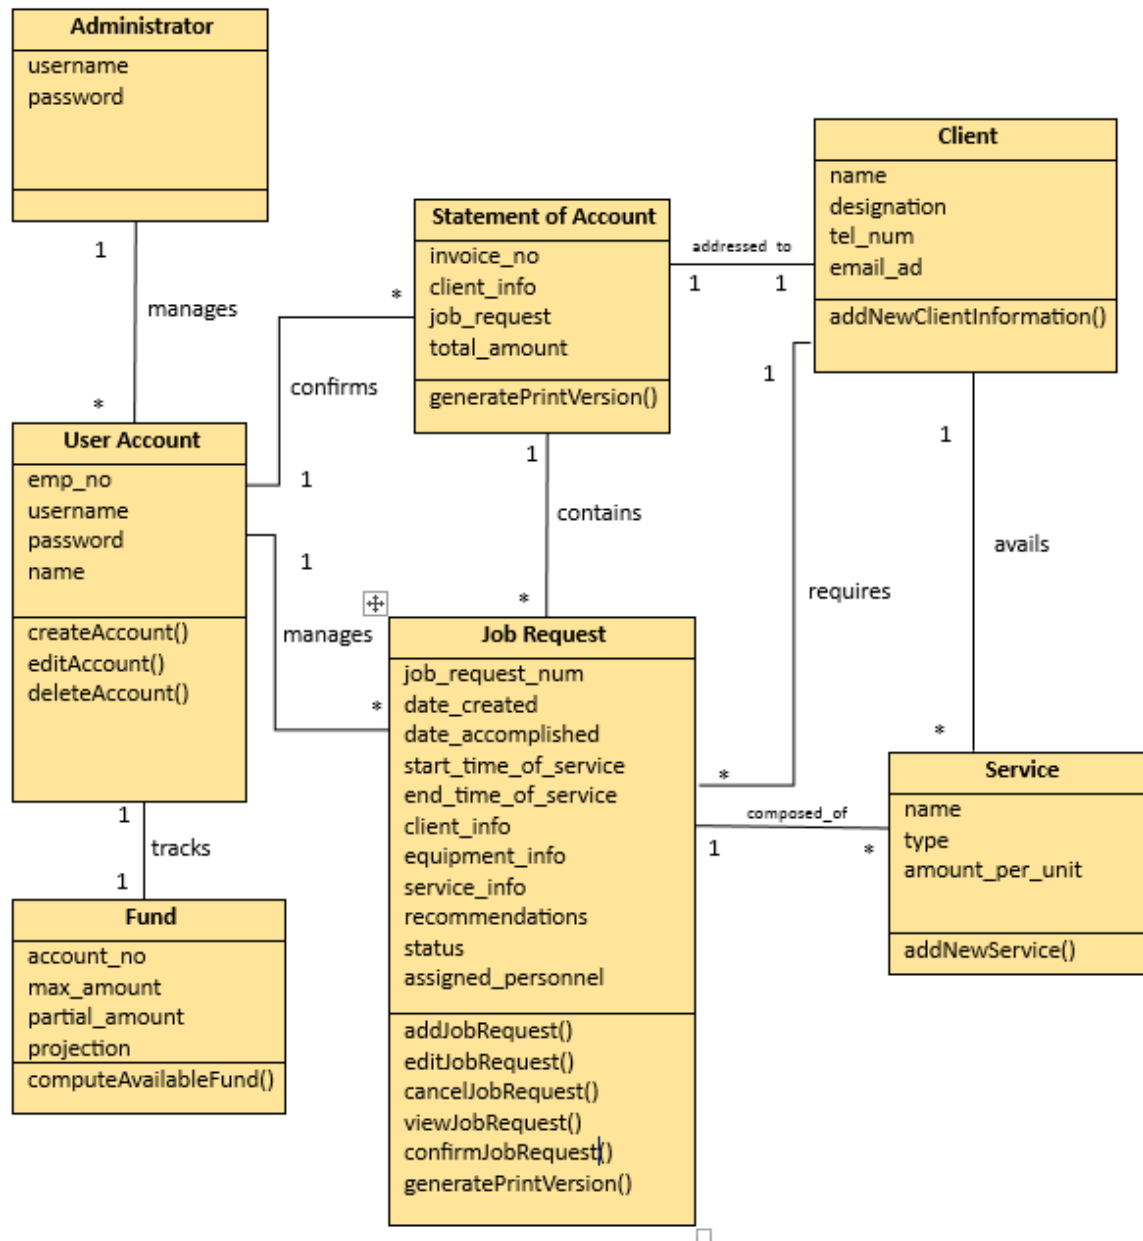 Administrator
username
password
1
manages
*
User Account
emp_no
username
password
name
createAccount()
editAccount()
deleteAccount()
1
tracks
1
Fund
account_no
max_amount
partial_amount
projection
computeAvailableFund()
*
confirms
1
1
manages
*
Statement of Account
invoice_no
client_info
job_request
total_amount
generatePrintVersion()
1
contains
*
Job Request
job_request_num
date_created
date_accomplished
start_time_of_service
end_time_of_service
client_info
equipment_info
service_info
recommendations
status
assigned_personnel
addJobRequest()
editJobRequest()
cancelJobRequest()
viewJobRequest()
confirmJobRequest()
generatePrintVersion()
addressed to
1 1
Client
name
designation
tel_num
email_ad
addNewClientInformation()
1
requires
*
1
avails
*
composed_of
1 *
Service
name
type
amount_per_unit
addNewService()